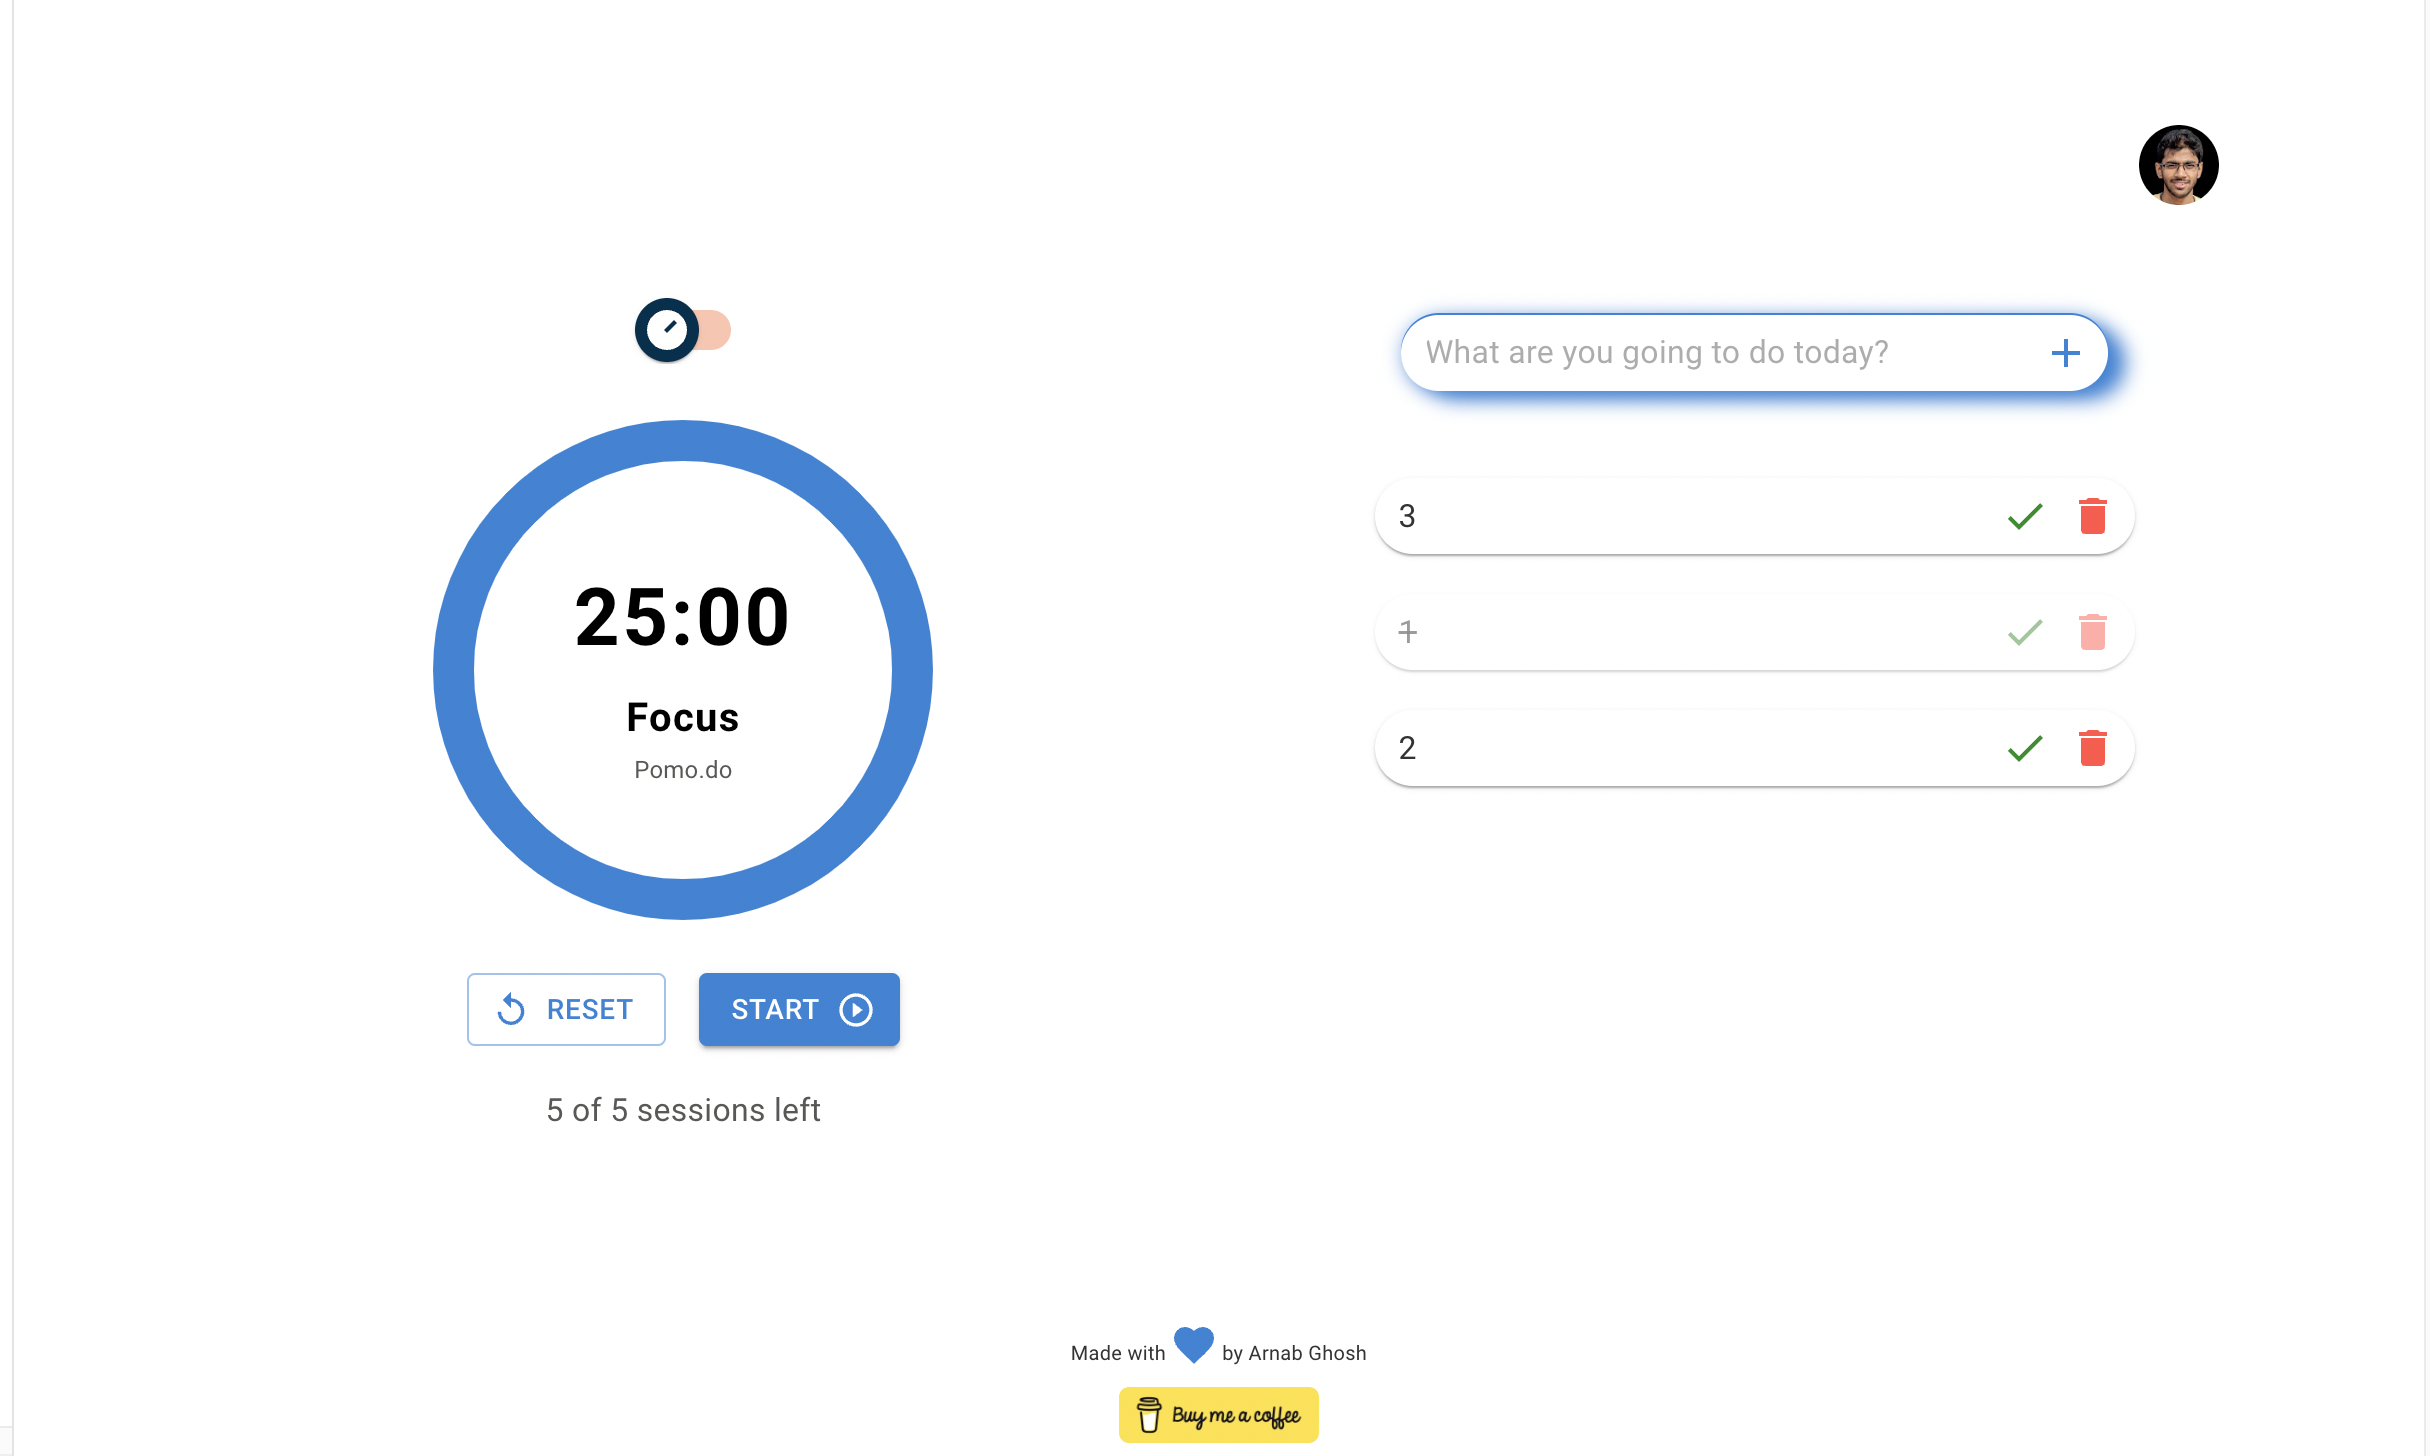 What are you going to do today?
3
1
2
25:00
Focus
Pomo.do
RESET
START
5 of 5 sessions left
Made with by Arnab Ghosh
Buy me a coffee